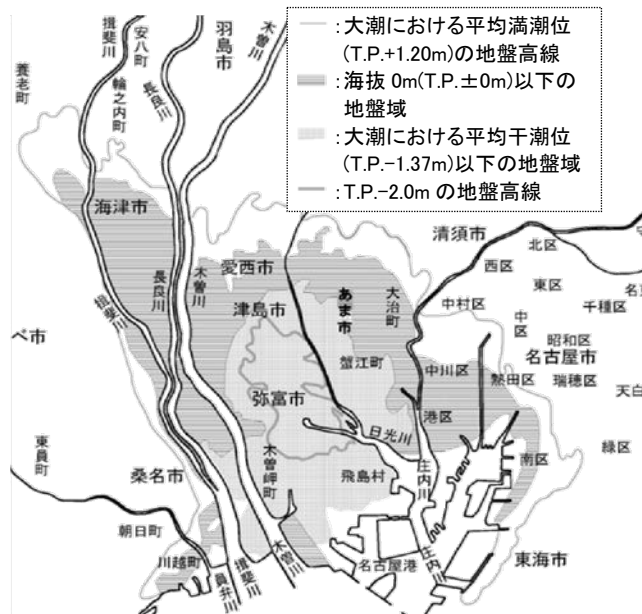 ：大潮における平均満潮位
(T.P.+1.20m)の地盤高線
：海抜 0m(T.P.±0m)以下の
地盤域
：大潮における平均干潮位
(T.P.−1.37m)以下の地盤域
：T.P.−2.0m の地盤高線
養老町
揖斐川
安八町
輪之内町
羽島市
長良川
木曽川
海津市
揖斐川
長良川
木曽川
愛西市
津島市
あま市
大治町
清須市
北区
西区
東区
中村区
千種区
中区
昭和区
名古屋市
蟹江町
中川区
熱田区
瑞穂区
天白
弥富市
港区
日光川
べ市
東員町
桑名市
木曽岬町
飛島村
庄内川
南区
緑区
朝日町
川越町
員弁川
揖斐川
木曽川
名古屋港
庄内川
東海市